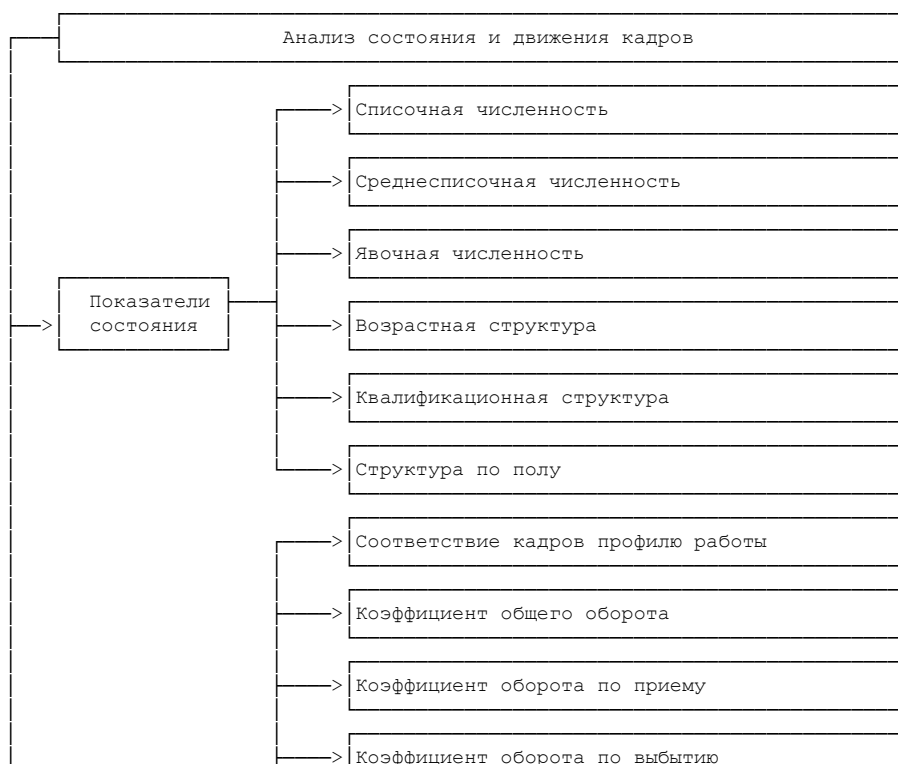 Анализ состояния и движения кадров
Списочная численность
Среднесписочная численность
Явочная численность
Показатели
состояния
Возрастная структура
Квалификационная структура
Структура по полу
Соответствие кадров профилю работы
Коэффициент общего оборота
Коэффициент оборота по приему
Коэффициент оборота по выбытию